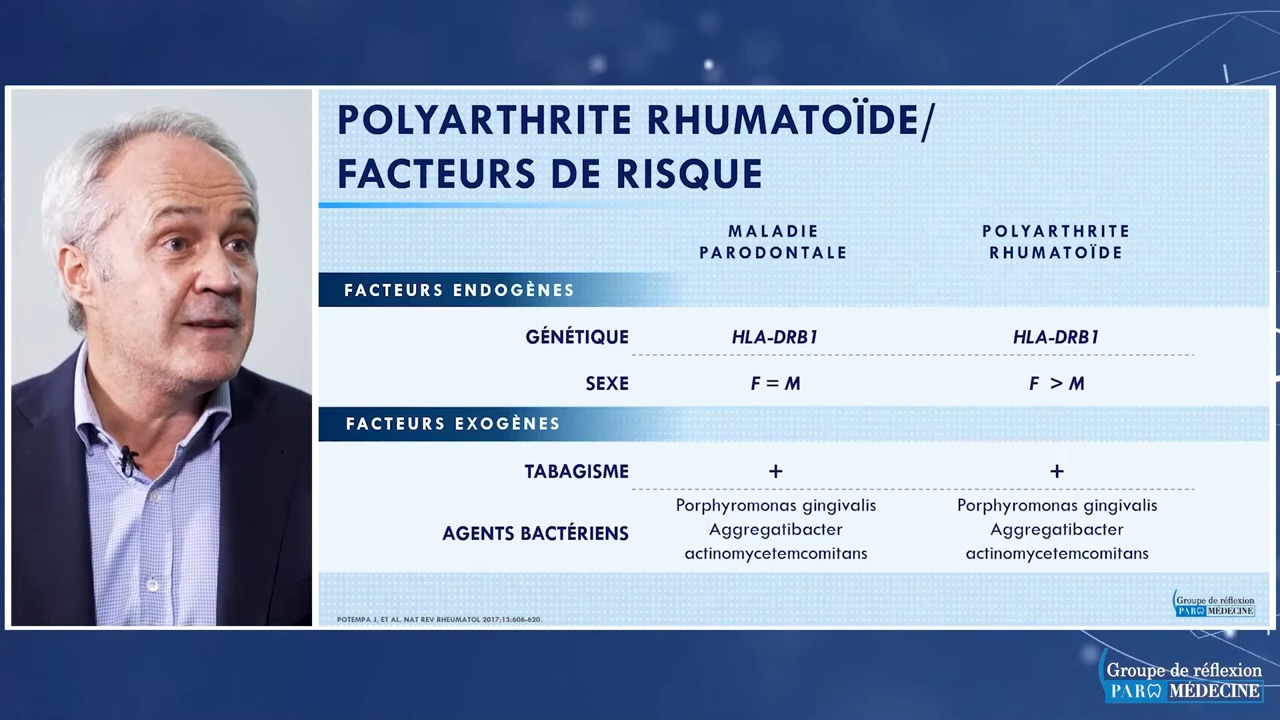 POLYARTHRITE RHUMATOÏDE/
FACTEURS DE RISQUE
MALADIE
PARODONTALE
POLYARTHRITE
RHUMATOÏDE
FACTEURS ENDOGÈNES
GÉNÉTIQUE HLA-DRB1 HLA-DRB1
SEXE F = M F > M
FACTEURS EXOGÈNES
TABAGISME + +
AGENTS BACTÉRIENS
Porphyromonas gingivalis
Aggregatibacter
actinomycetemcomitans
Porphyromonas gingivalis
Aggregatibacter
actinomycetemcomitans
POTEMPA J, ET AL. NAT REV RHEUMATOL 2017;13:606-620.
Groupe de réflexion
PARO MÉDECINE
Groupe de réflexion
PARO MÉDECINE